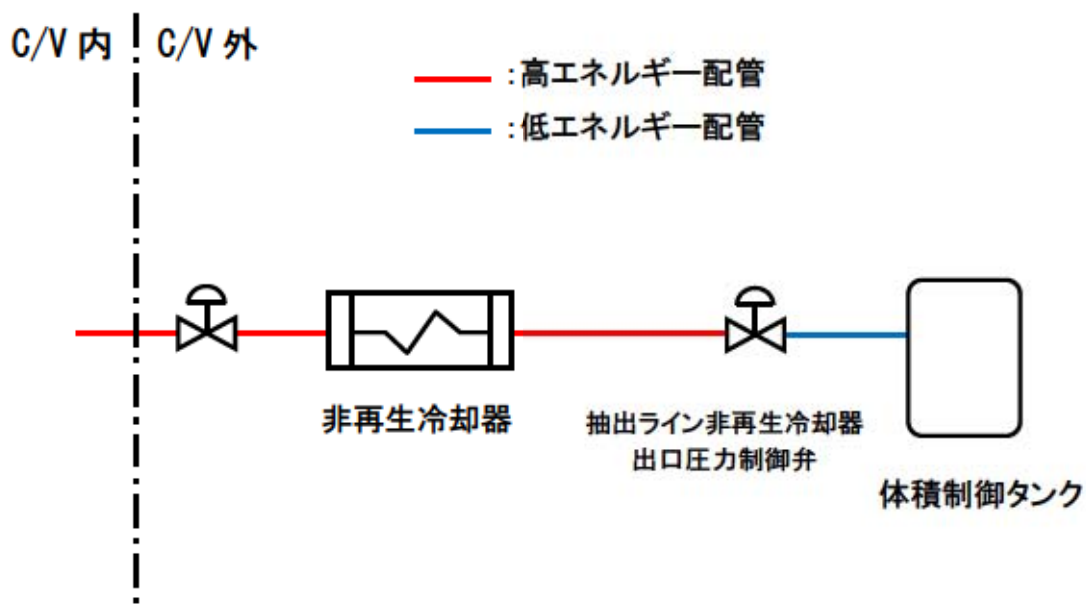 C/V 内 C/V 外
:高エネルギー配管
:低エネルギー配管
非再生冷却器
抽出ライン非再生冷却器
出口圧力制御弁
体積制御タンク